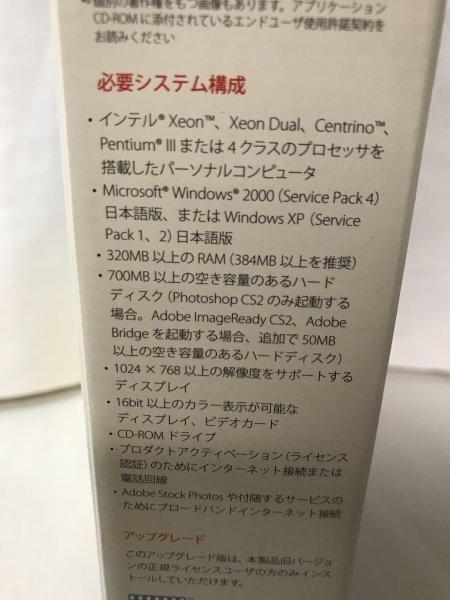 個別の著作権をもつ画像もあります。アプリケーション
CD-ROMに添付されているエンドユーザ使用許諾契約を
お読みください
必要システム構成
・インテル® Xeon™、Xeon Dual、Centrino™、
Pentium® III または 4 クラスのプロセッサを
搭載したパーソナルコンピュータ
・Microsoft® Windows® 2000 (Service Pack 4)
日本語版、または Windows XP (Service
Pack 1、2) 日本語版
・320MB 以上の RAM (384MB 以上を推奨)
・700MB 以上の空き容量のあるハード
ディスク (Photoshop CS2 のみ起動する
場合。Adobe ImageReady CS2、Adobe
Bridge を起動する場合、追加で 50MB
以上の空き容量のあるハードディスク)
・1024 × 768 以上の解像度をサポートする
ディスプレイ
・16bit 以上のカラー表示が可能な
ディスプレイ、ビデオカード
・CD-ROM ドライブ
・プロダクトアクティベーション (ライセンス
認証) のためにインターネット接続または
電話回線
・Adobe Stock Photos や付随するサービスの
ためにブロードバンドインターネット接続
アップグレード
このアップグレード版は、本製品旧バージョ
ンの正規ライセンスユーザの方のみインス
トールしていただけます。